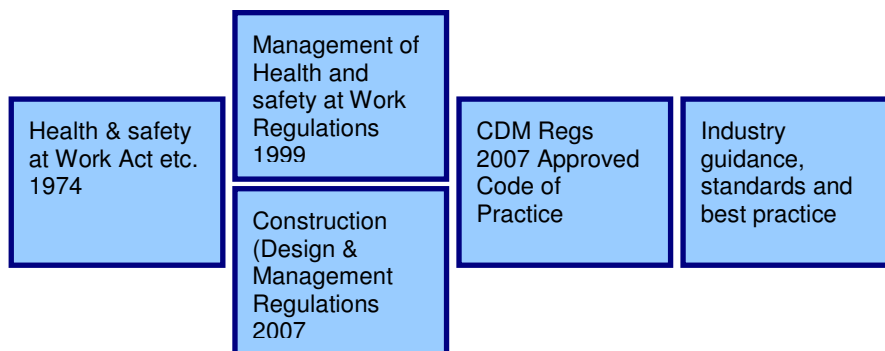 Health & safety
at Work Act etc.
1974
Management of
Health and
safety at Work
Regulations
1999
Construction
(Design &
Management
Regulations
2007
CDM Regs
2007 Approved
Code of
Practice
Industry
guidance,
standards and
best practice